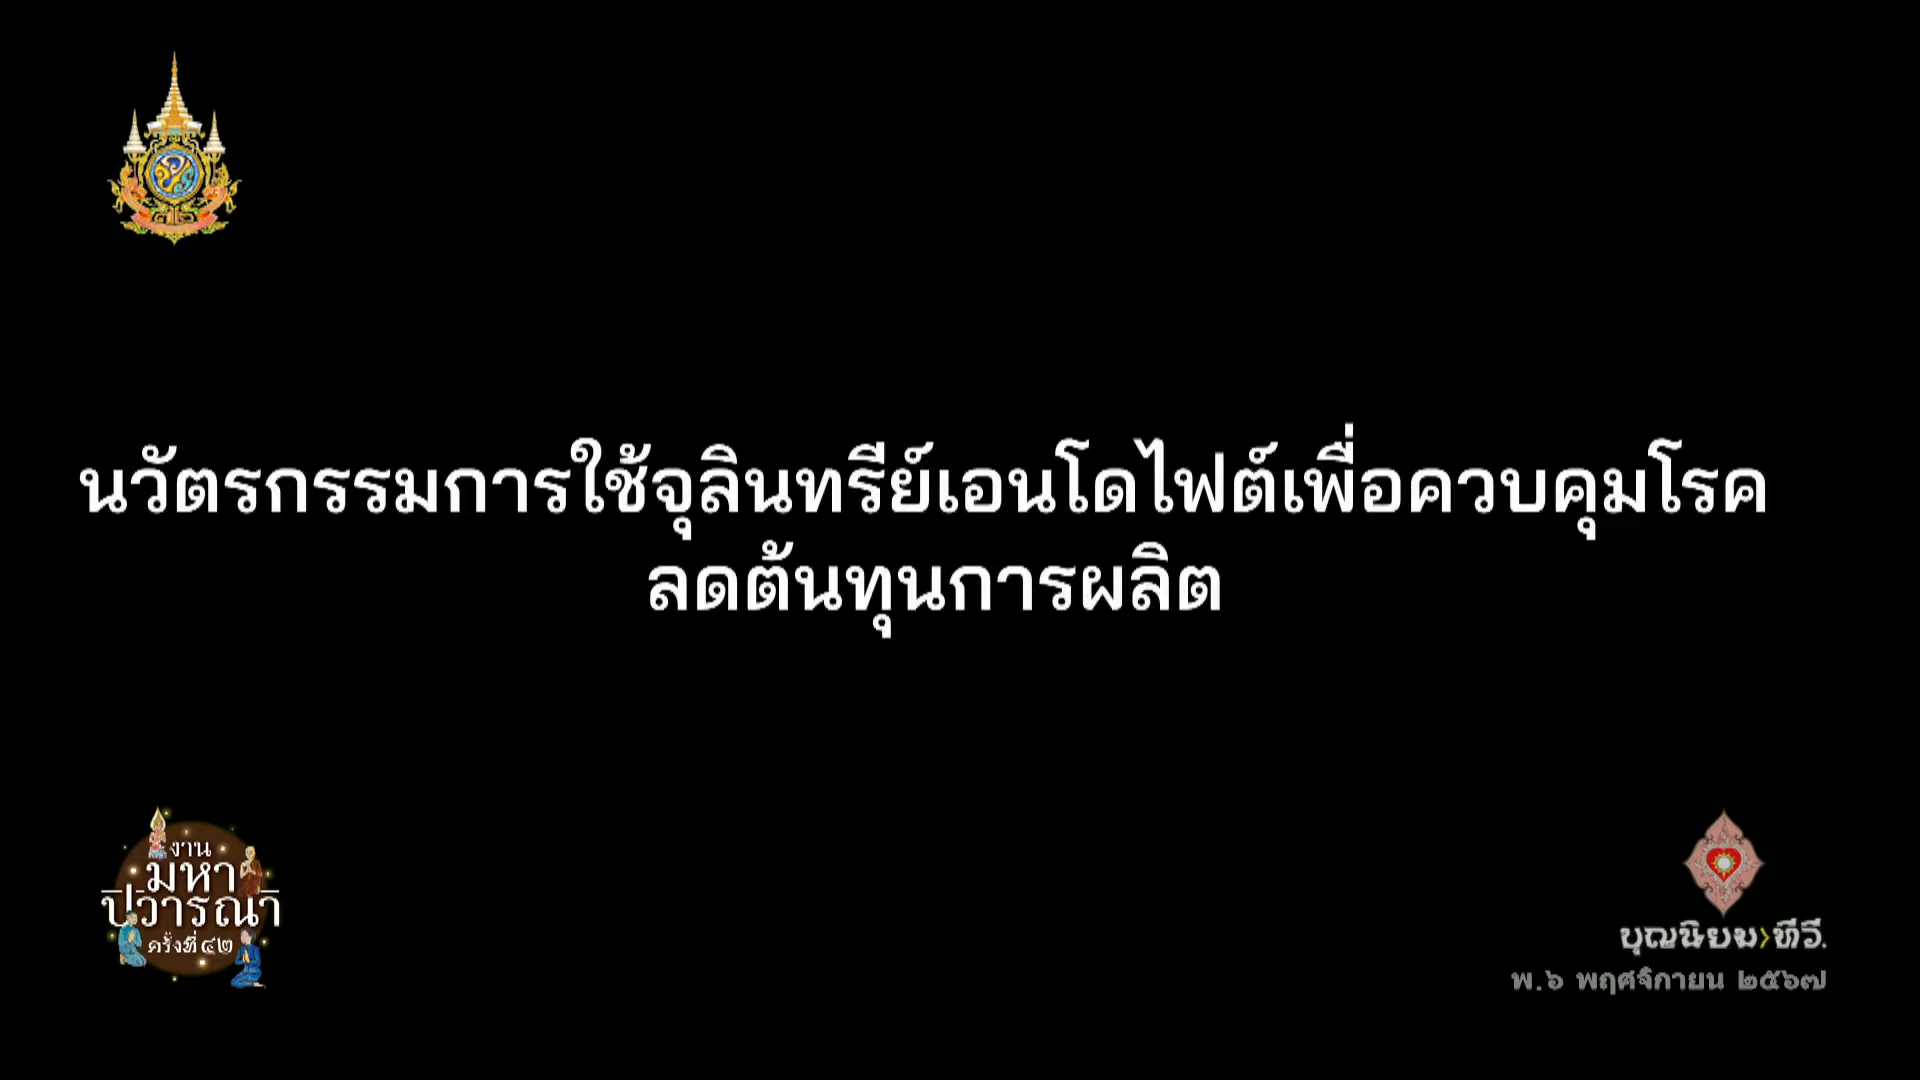 นวัตรกรรมการใช้จุลินทรีย์เอนโดไฟต์เพื่อควบคุมโรค
ลดต้นทุนการผลิต
งาน
มหา
ปวารณา
ครั้งที่ ๔๒
บุญนิยม>ทีวี.
พ.๖ พฤศจิกายน ๒๕๖๗